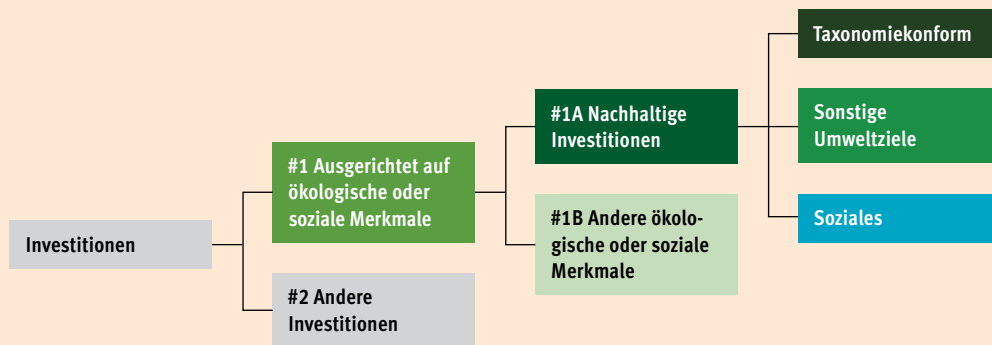 Investitionen
#1 Ausgerichtet auf
ökologische oder
soziale Merkmale
#2 Andere
Investitionen
#1A Nachhaltige
Investitionen
#1B Andere ökolo-
gische oder soziale
Merkmale
Taxonomiekonform
Sonstige
Umweltziele
Soziales